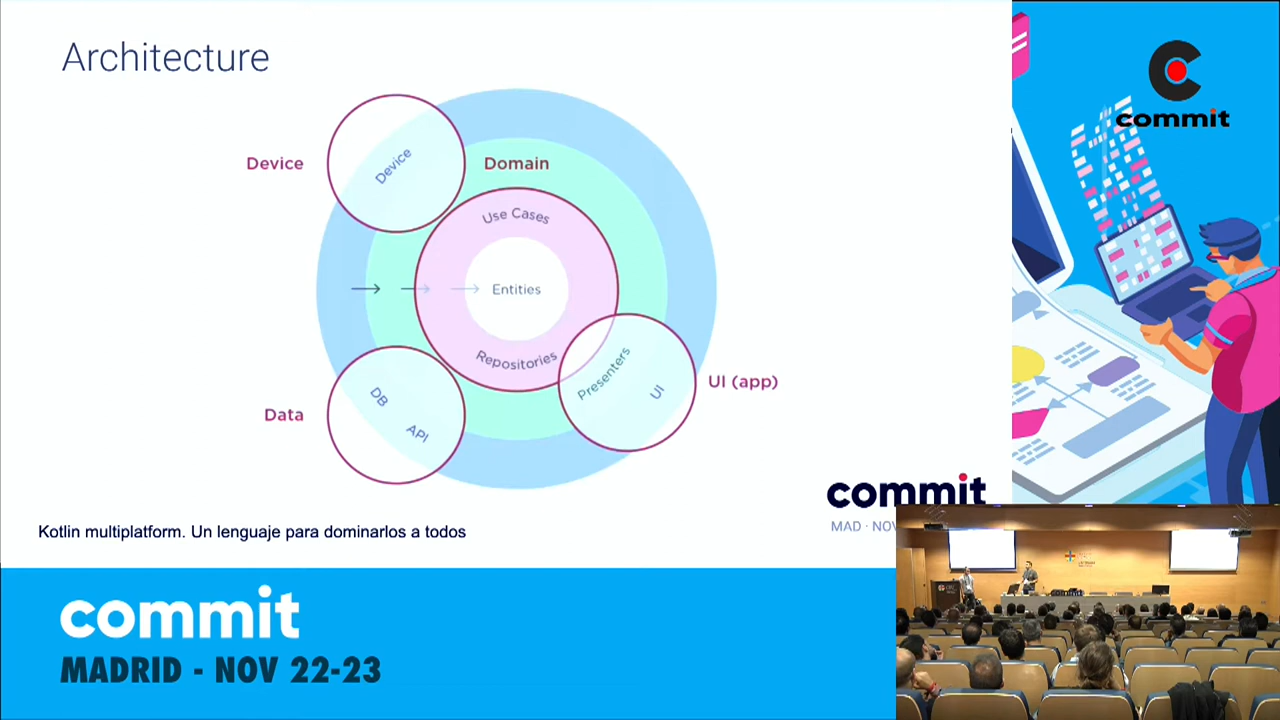 Architecture
commit
Device
Device
Domain
Use Cases
Entities
Repositories
Presenters
UI
UI (app)
Data
DB
API
commit
MAD · NOV
Kotlin multiplatform. Un lenguaje para dominarlos a todos
commit
MADRID - NOV 22-23